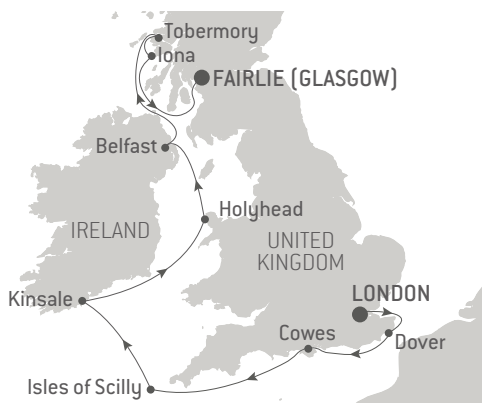 Tobermory
Iona
FAIRLIE (GLASGOW)
Belfast
Holyhead
IRELAND
UNITED
KINGDOM
Kinsale
LONDON
Cowes
Dover
Isles of Scilly